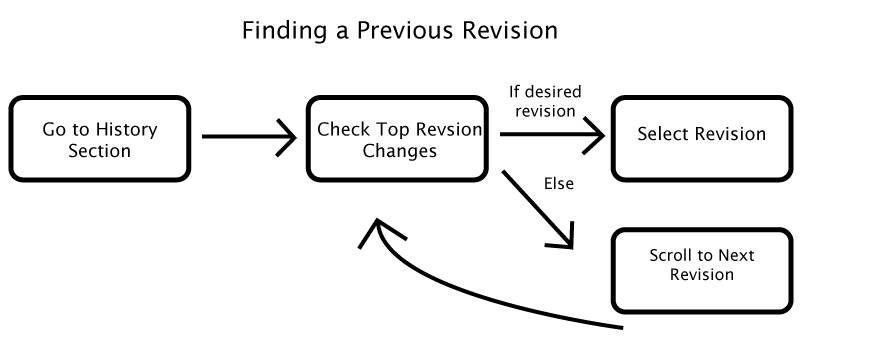 Finding a Previous Revision
Go to History
Section
Check Top Revsion
Changes
If desired
revision
Select Revision
Else
Scroll to Next
Revision